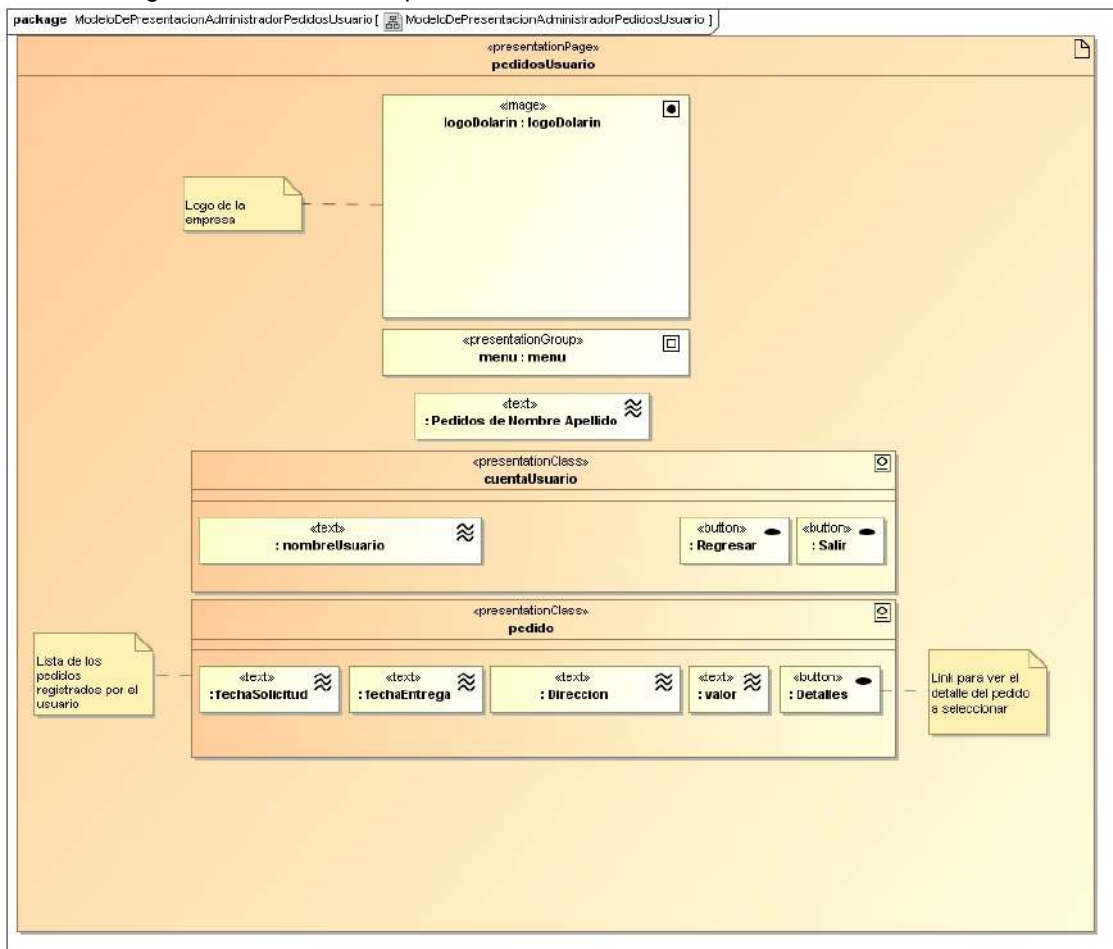 package ModeloDePresentacionAdministradorPedidosUsuario [ ModeloDePresentacionAdministradorPedidosUsuario ]
«presentationPage»
pedidosUsuario
«image»
logoDolarin : logoDolarin
Logo de la
empresa
«presentationGroup»
menu : menu
«text»
: Pedidos de Nombre Apellido
«presentationClass»
cuentaUsuario
«text»
: nombreUsuario
«button»
: Regresar
«button»
: Salir
«presentationClass»
pedido
Lista de los
pedidos
registrados por el
usuario
«text»
: fechaSolicitud
«text»
: fechaEntrega
«text»
: Direccion
«text»
: valor
«button»
: Detalles
Link para ver el
detalle del pedido
a seleccionar